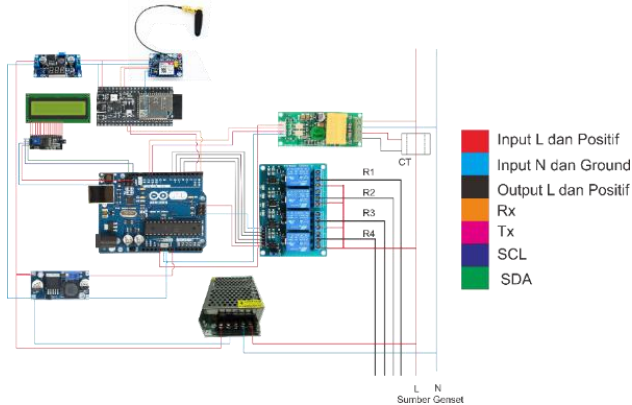 CT
R1
R2
R3
R4
L N
Sumber Genset
Input L dan Positif
Input N dan Ground
Output L dan Positif
Rx
Tx
SCL
SDA